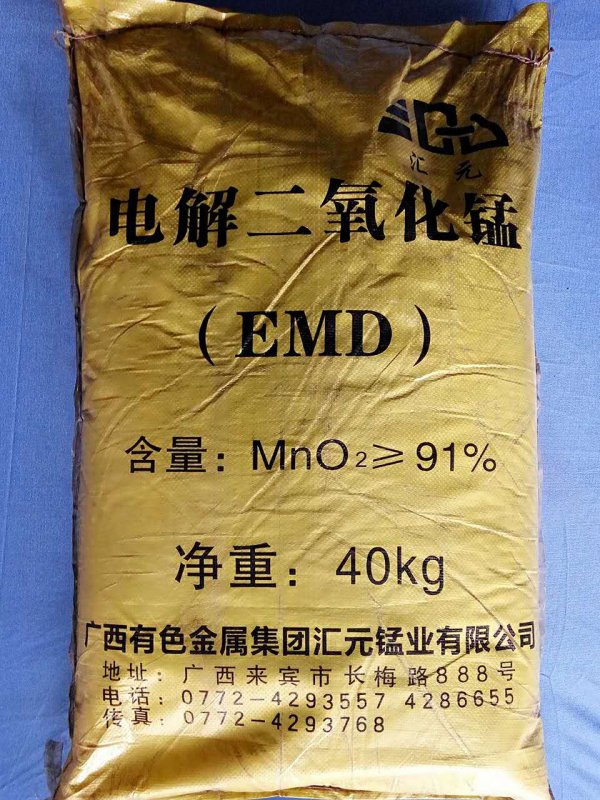 汇元
电解二氧化锰
(EMD)
含量：MnO₂≥91%
净重：40kg
广西有色金属集团汇元锰业有限公司
地址：广西来宾市长梅路888号
电话：0772-4293557 4286655
传真：0772-4293768